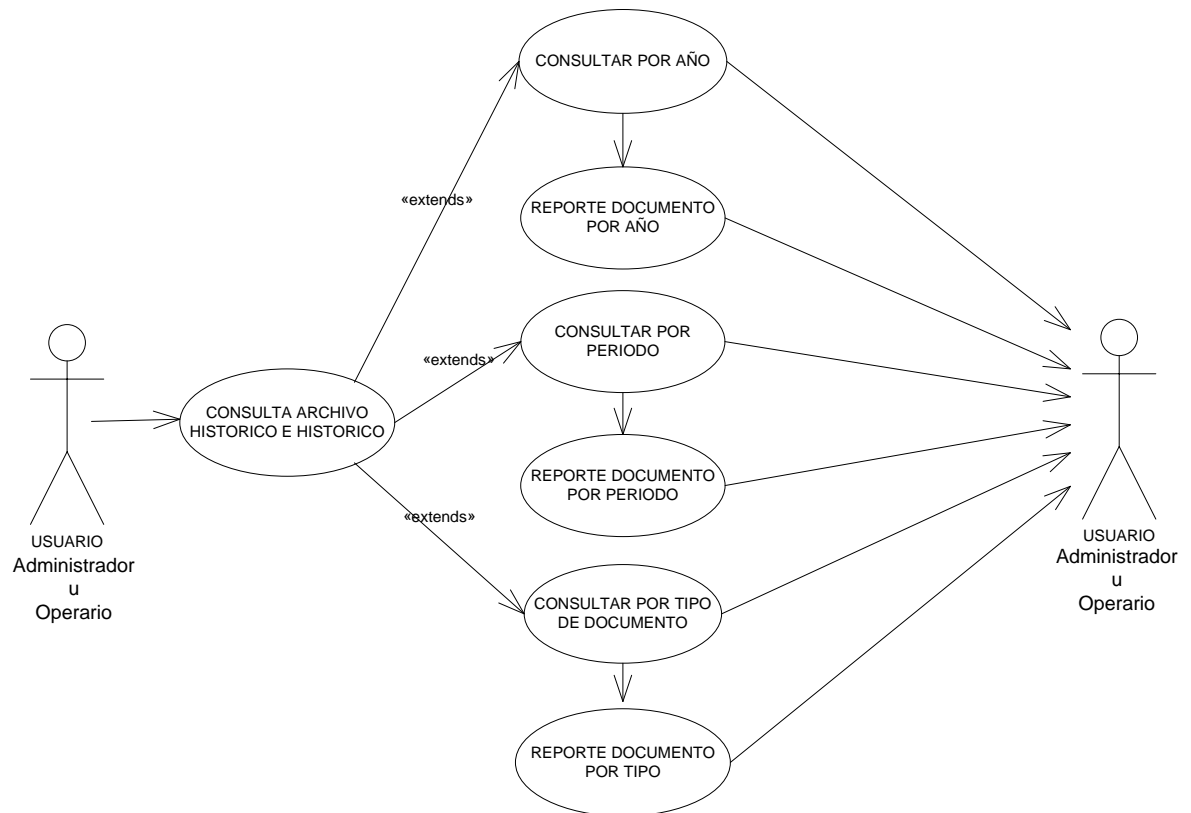 CONSULTAR POR AÑO
«extends»
REPORTE DOCUMENTO
POR AÑO
CONSULTAR POR
PERIODO
«extends»
CONSULTA ARCHIVO
HISTORICO E HISTORICO
REPORTE DOCUMENTO
POR PERIODO
«extends»
USUARIO
Administrador
u
Operario
USUARIO
Administrador
u
Operario
CONSULTAR POR TIPO
DE DOCUMENTO
REPORTE DOCUMENTO
POR TIPO